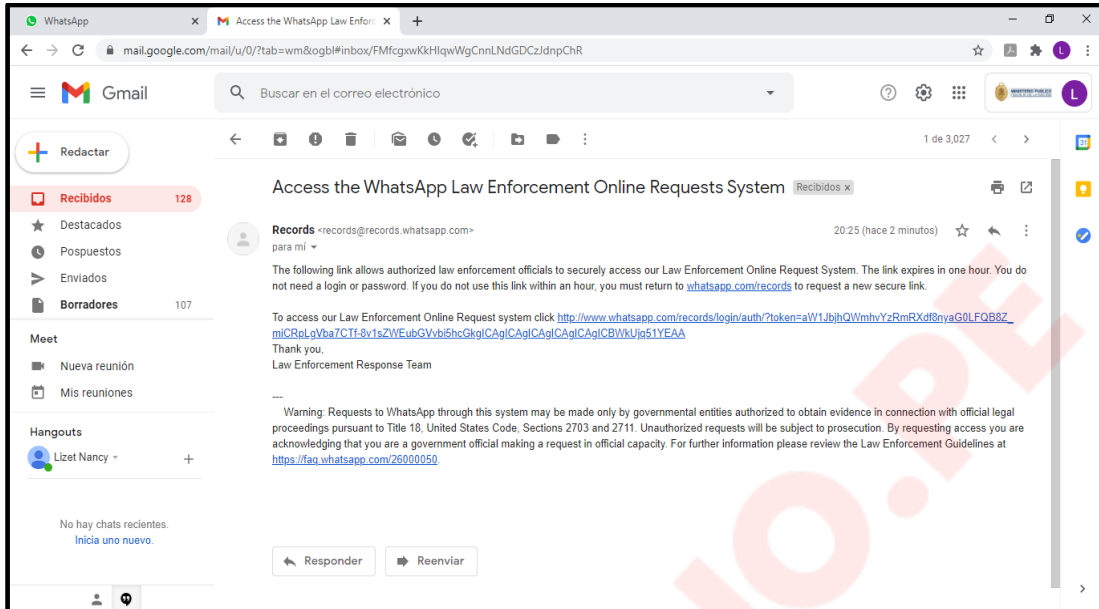 WhatsApp
Access the WhatsApp Law Enforc
mail.google.com/mail/u/0/?tab=wm&ogbl#inbox/FMfcgxwKkHlqwWgCnnLNdGDCzJdnpChR
L
Gmail
Buscar en el correo electrónico
MINISTERIO PUBLICO
L
Redactar
1 de 3,027
31
Recibidos 128
Destacados
Pospuestos
Enviados
Borradores 107
Meet
Nueva reunión
Mis reuniones
Hangouts
Lizet Nancy
No hay chats recientes.
Inicia uno nuevo.
Access the WhatsApp Law Enforcement Online Requests System Recibidos x
Records <records@records.whatsapp.com> 20:25 (hace 2 minutos)
para mí
The following link allows authorized law enforcement officials to securely access our Law Enforcement Online Request System. The link expires in one hour. You do
not need a login or password. If you do not use this link within an hour, you must return to whatsapp.com/records to request a new secure link.
To access our Law Enforcement Online Request system click http://www.whatsapp.com/records/login/auth/?token=aW1JbjhQWmhvYzRmRXdf8nyaG0LFQB8Z_
miCRpLgVba7CTf-8v1sZWEubGVvbi5hcGkgICAgICAgICAgICAgICAgICBWkUjq51YEAA
Thank you,
Law Enforcement Response Team
---
Warning: Requests to WhatsApp through this system may be made only by governmental entities authorized to obtain evidence in connection with official legal
proceedings pursuant to Title 18, United States Code, Sections 2703 and 2711. Unauthorized requests will be subject to prosecution. By requesting access you are
acknowledging that you are a government official making a request in official capacity. For further information please review the Law Enforcement Guidelines at
https://faq.whatsapp.com/26000050.
Responder
Reenviar
O.PE